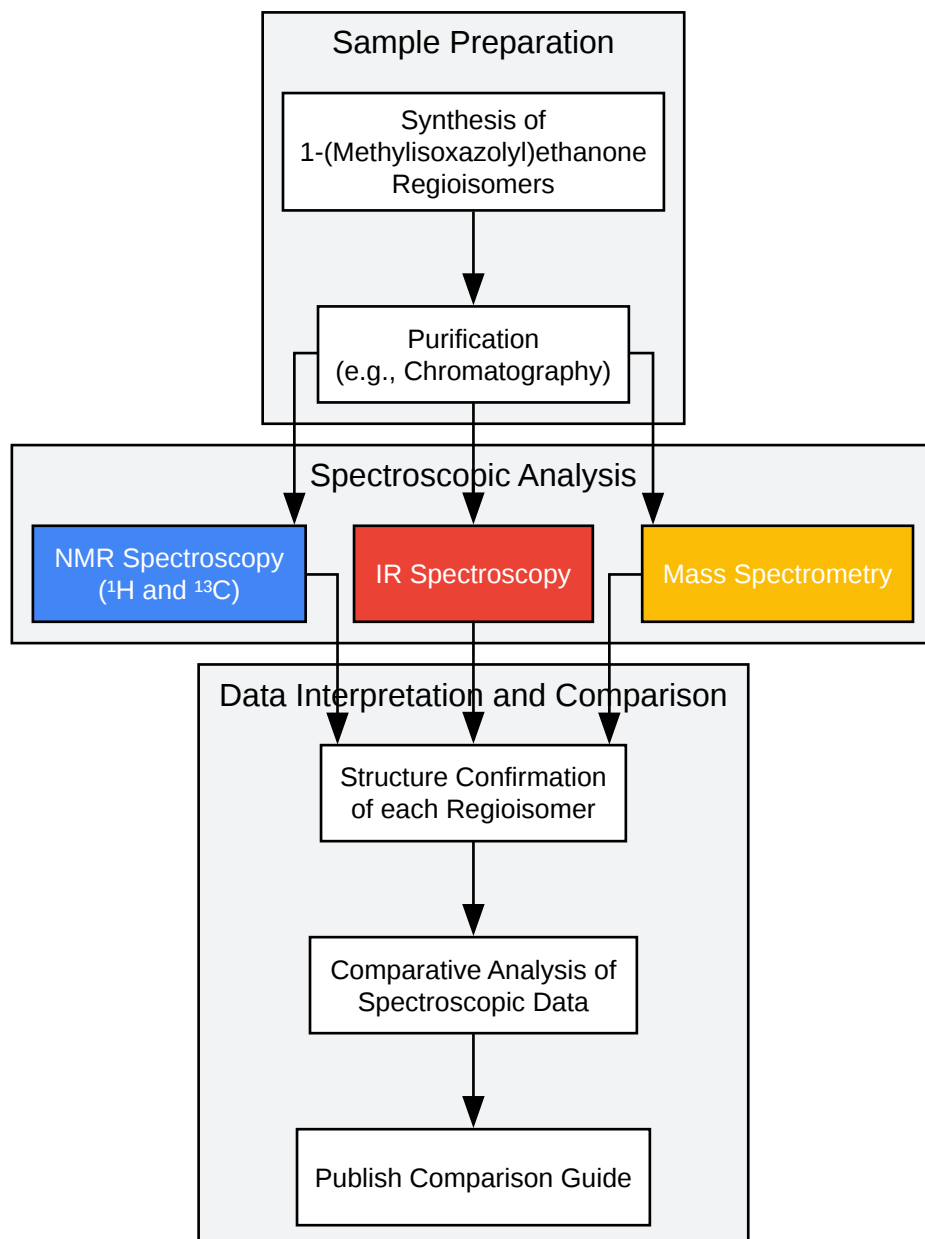 Sample Preparation
Synthesis of
1-(Methylisoxazolyl)ethanone
Regioisomers
Purification
(e.g., Chromatography)
Spectroscopic Analysis
NMR Spectroscopy
(¹H and ¹³C)
IR Spectroscopy
Mass Spectrometry
Data Interpretation and Comparison
Structure Confirmation
of each Regioisomer
Comparative Analysis of
Spectroscopic Data
Publish Comparison Guide